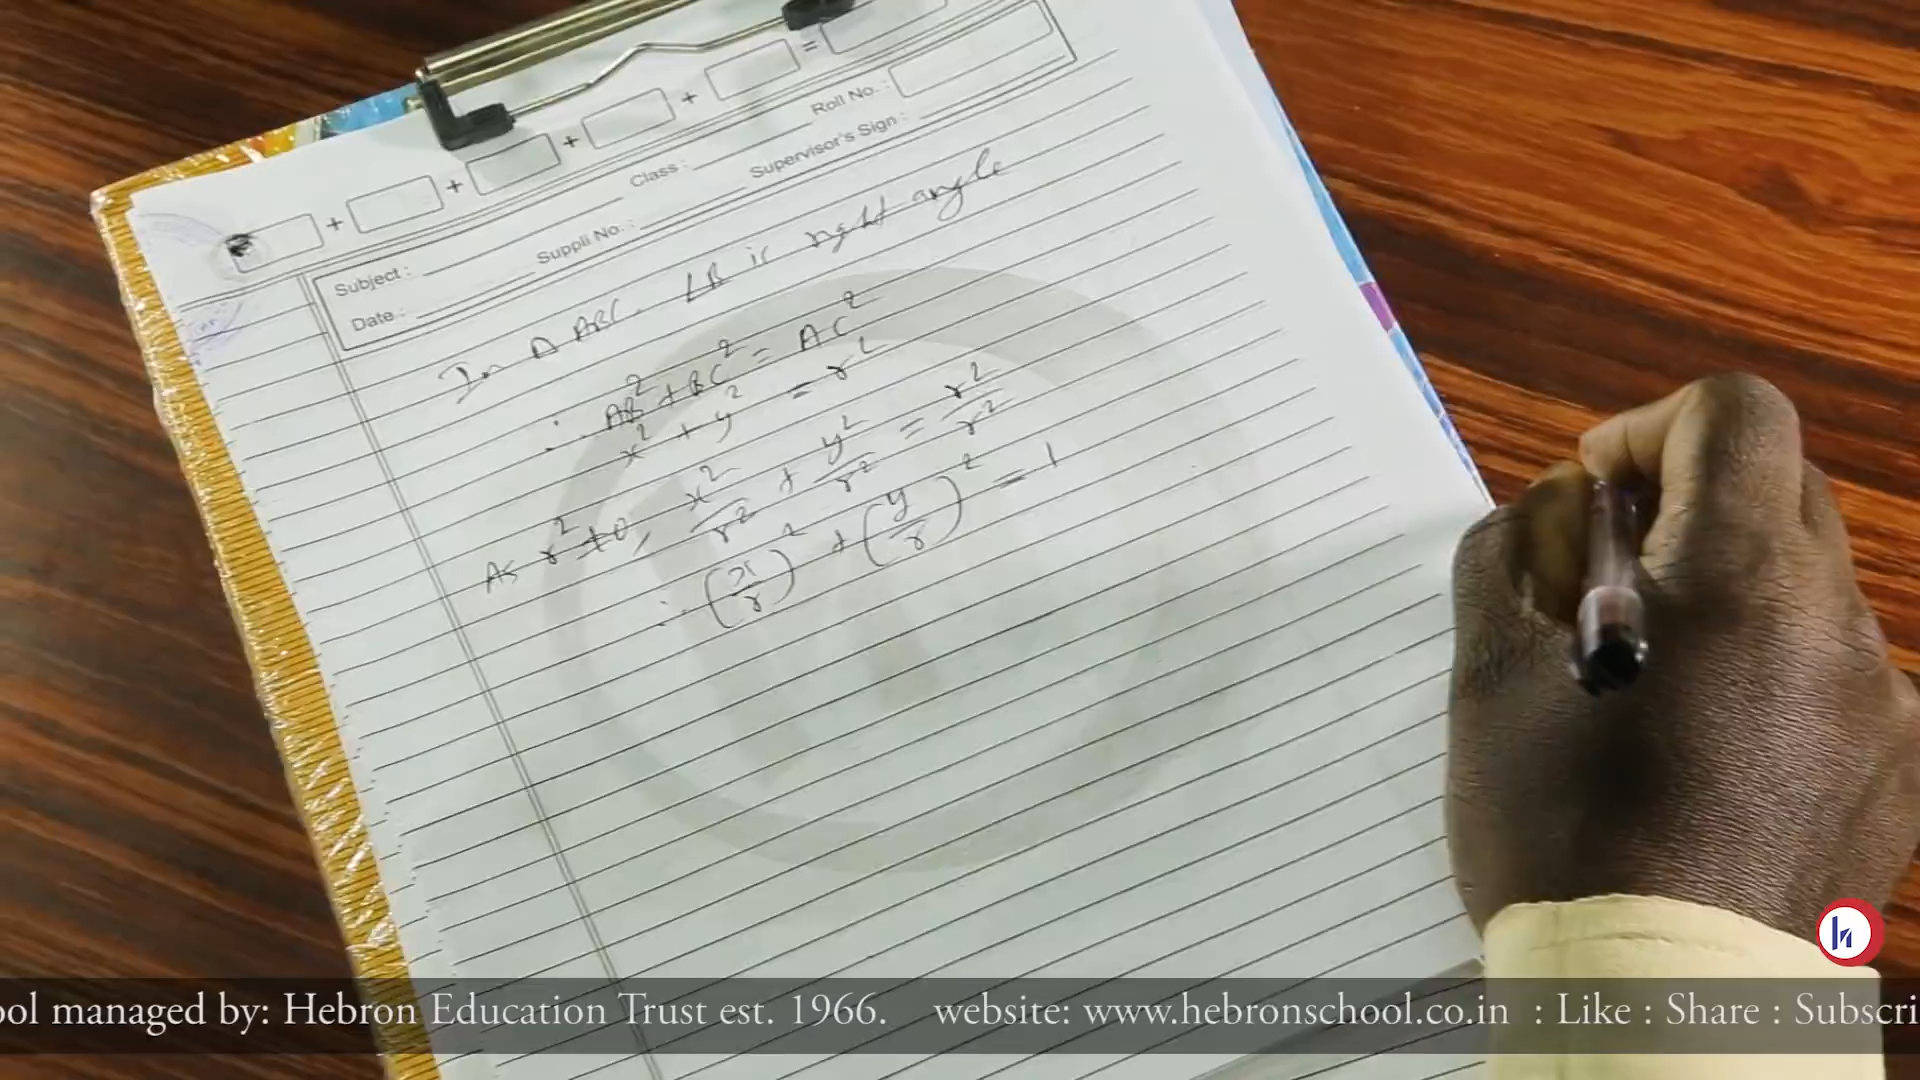 + + + + =
Subject : Class : Roll No. :
Date : Suppli No. : Supervisor's Sign :
In Δ ABC, ∠B is right angle
∴ AB² + BC² = AC²
x² + y² = r²
As r² ≠ 0, x²/r² + y²/r² = r²/r²
∴ (x/r)² + (y/r)² = 1
h
ool managed by: Hebron Education Trust est. 1966. website: www.hebronschool.co.in : Like : Share : Subscri